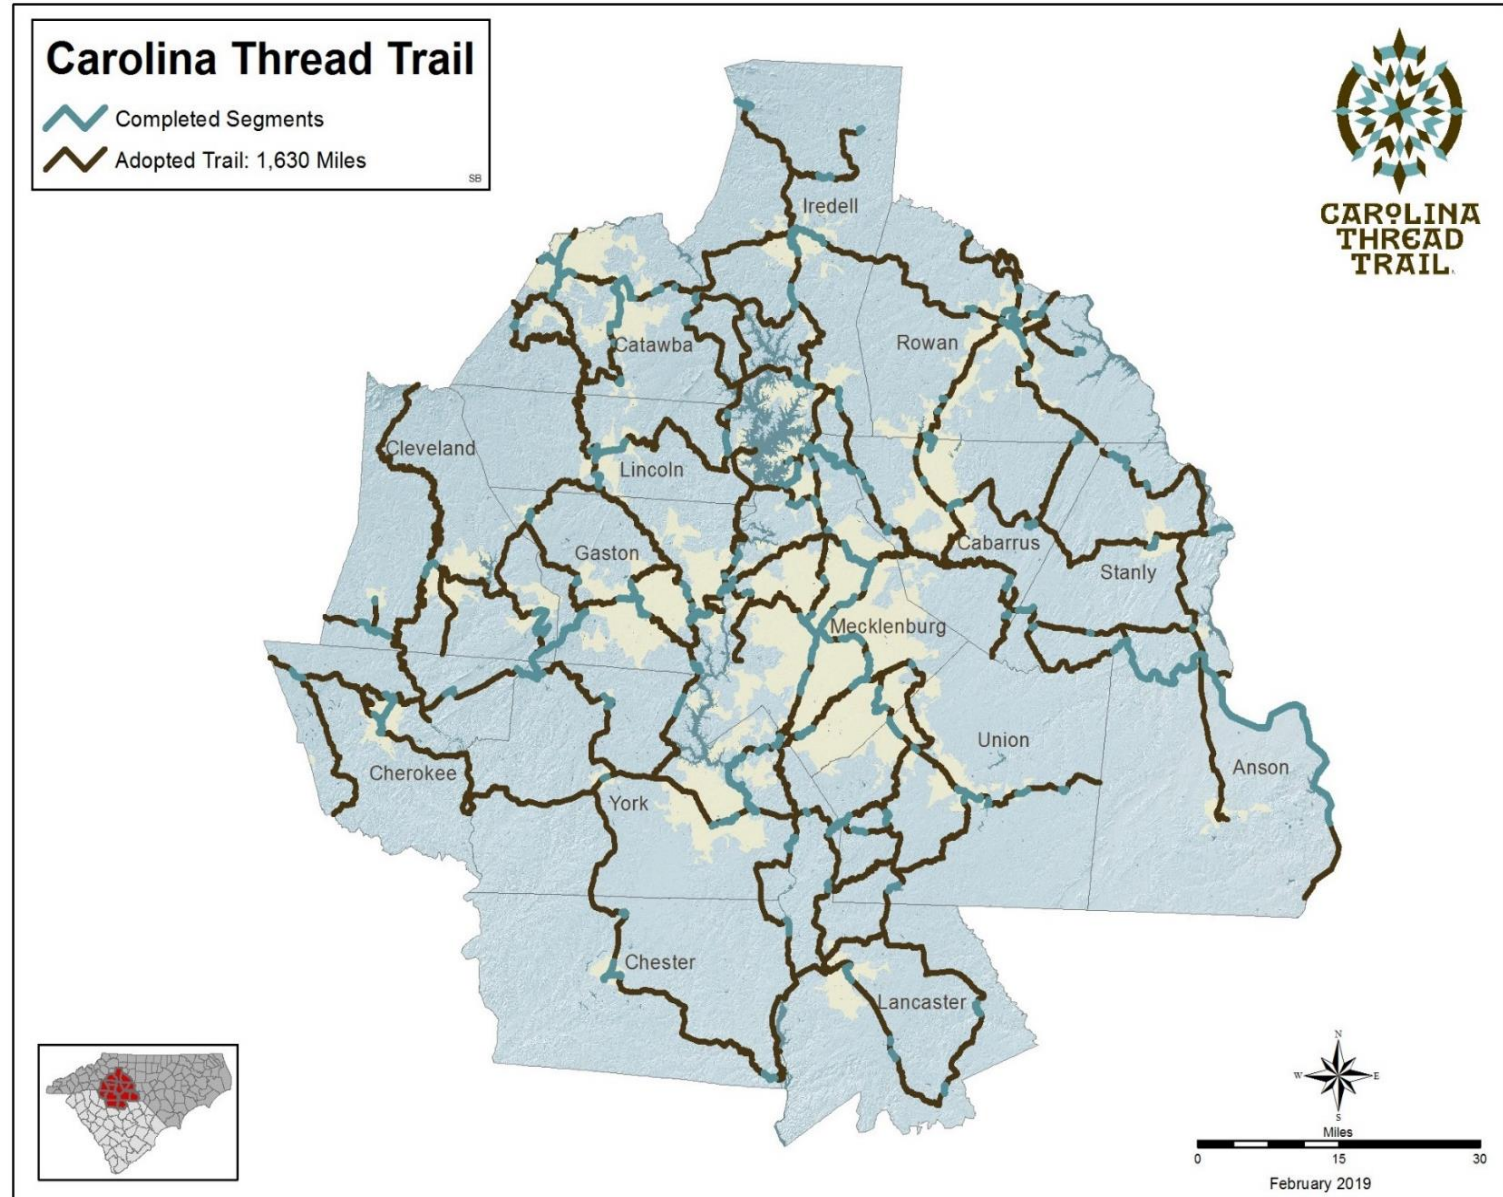 Carolina Thread Trail
Completed Segments
Adopted Trail: 1,630 Miles
SB
CAROLINA
THREAD
TRAIL.
Iredell
Catawba
Rowan
Cleveland
Lincoln
Gaston
Cabarrus
Stanly
Mecklenburg
Union
Anson
Cherokee
York
Chester
Lancaster
N
W
E
S
Miles
0 15 30
February 2019